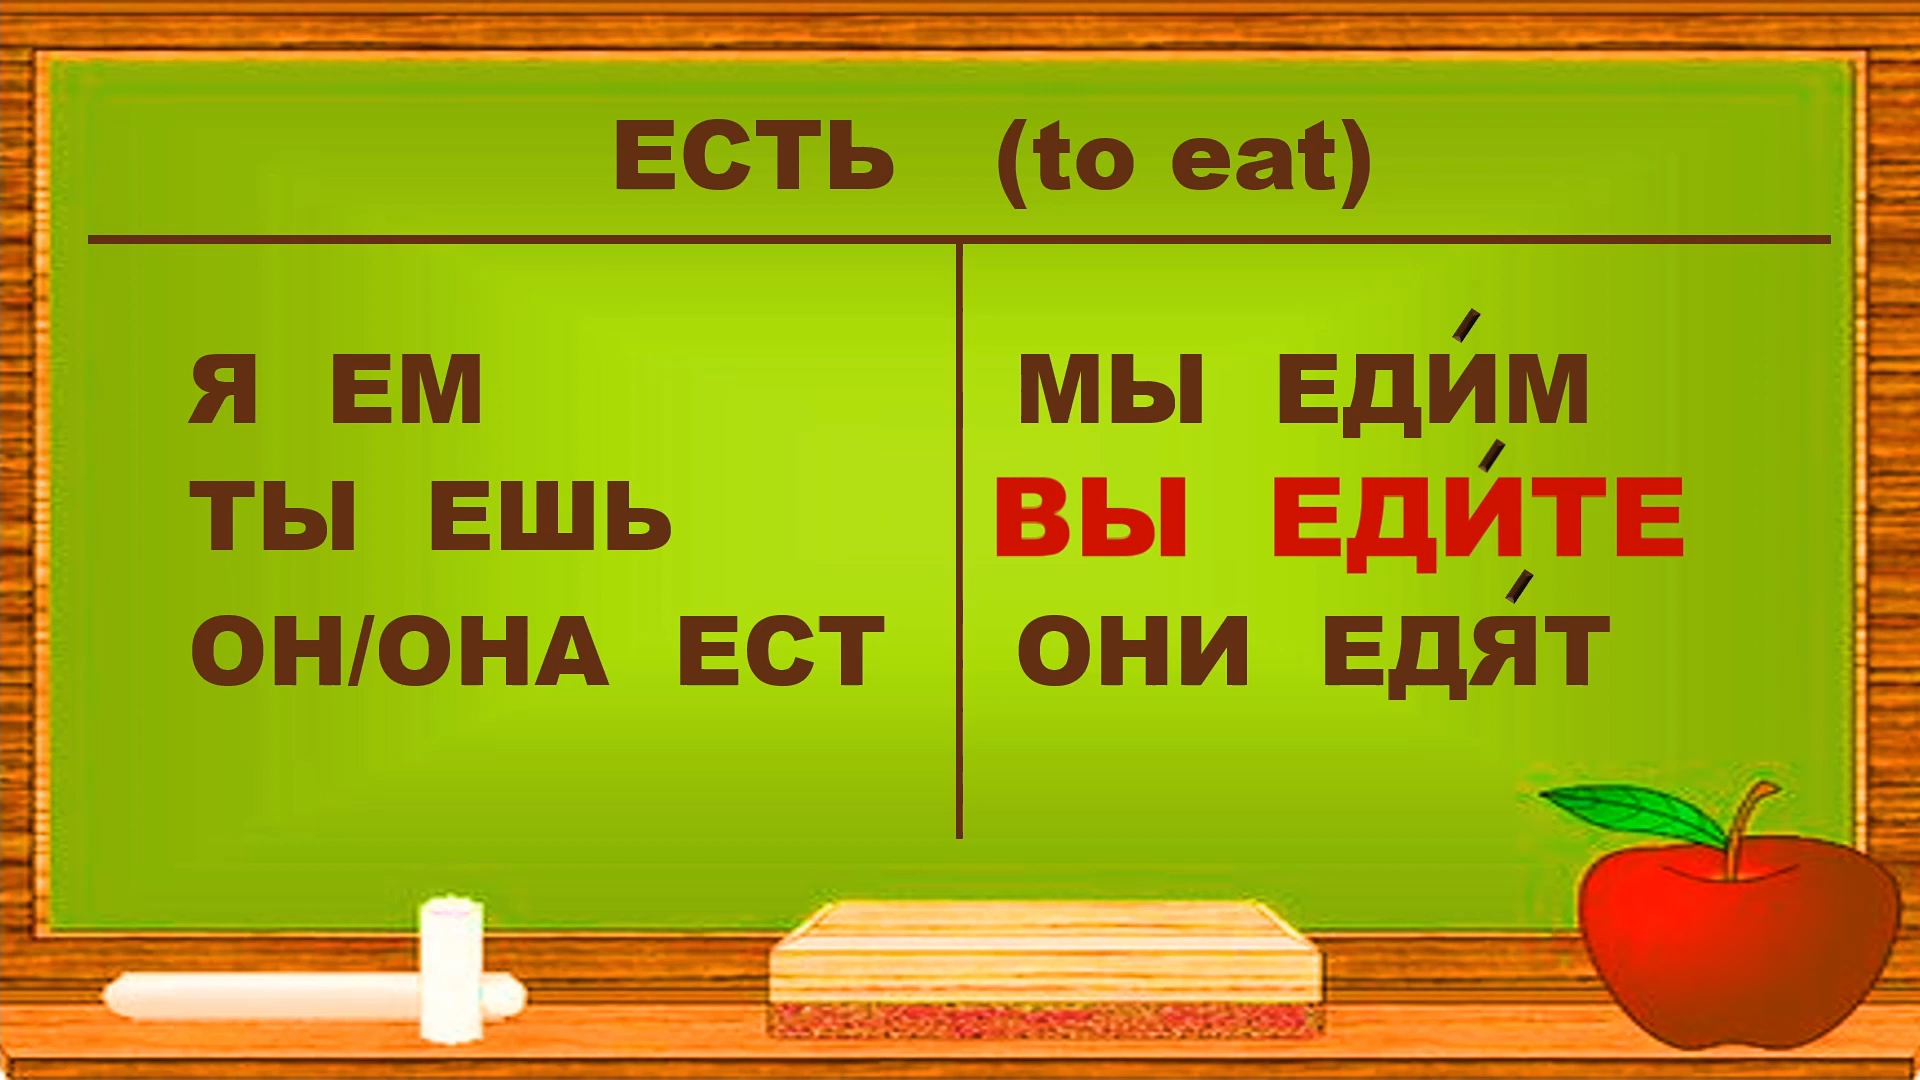 ЕСТЬ (to eat)
Я ЕМ
ТЫ ЕШЬ
ОН/ОНА ЕСТ
МЫ ЕДИ́М
ВЫ ЕДИ́ТЕ
ОНИ ЕДЯ́Т